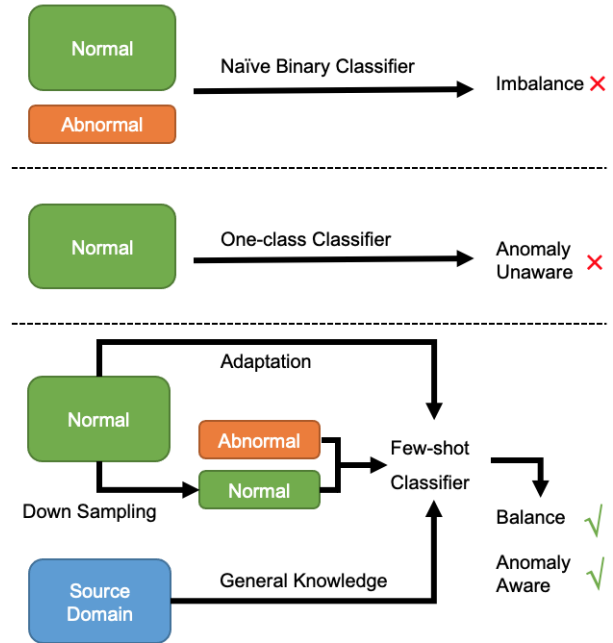 Normal
Naïve Binary Classifier
Imbalance
Abnormal
Normal
One-class Classifier
Anomaly
Unaware
Adaptation
Normal
Abnormal
Few-shot
Classifier
Normal
Down Sampling
Balance
Anomaly
Aware
General Knowledge
Source
Domain